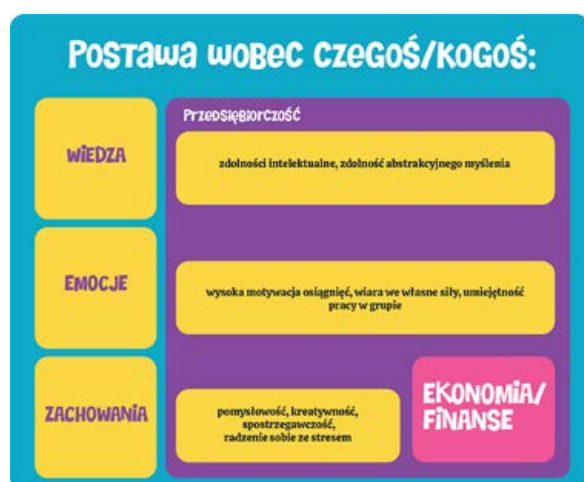 Postawa wobec czegoś/kogoś:
Przedsiębiorczość
WIEDZA
zdolności intelektualne, zdolność abstrakcyjnego myślenia
EMOCJE
wysoka motywacja osiągnięć, wiara we własne siły, umiejętność
pracy w grupie
ZACHOWANIA
pomysłowość, kreatywność,
spostrzegawczość,
radzenie sobie ze stresem
EKONOMIA/
FINANSE